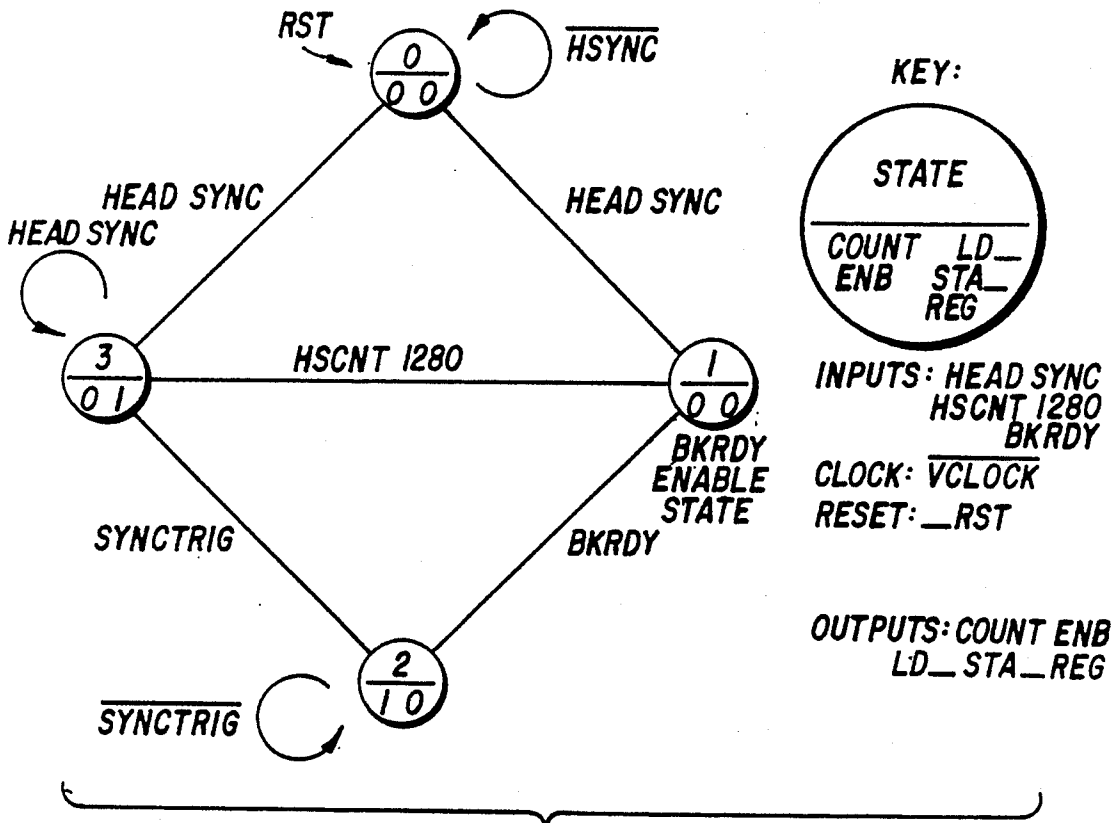 RST
0
0 0
HSYNC
HEAD SYNC
HEAD SYNC
HEAD SYNC
3
0 1
HSCNT 1280
1
0 0
BKRDY
ENABLE
STATE
SYNCTRIG
BKRDY
2
1 0
SYNCTRIG
KEY:
STATE
COUNT LD_
ENB STA_
REG
INPUTS: HEAD SYNC
HSCNT 1280
BKRDY
CLOCK: VCLOCK
RESET: _RST
OUTPUTS: COUNT ENB
LD_STA_REG